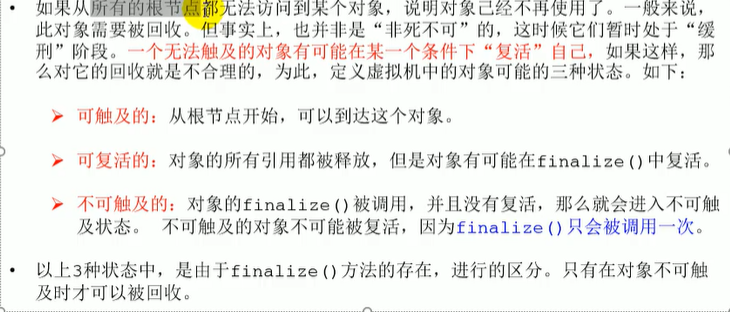 • 如果从所有的根节点都无法访问到某个对象，说明对象己经不再使用了。一般来说，
此对象需要被回收。但事实上，也并非是“非死不可”的，这时候它们暂时处于“缓
刑”阶段。一个无法触及的对象有可能在某一个条件下“复活”自己，如果这样，那
么对它的回收就是不合理的，为此，定义虚拟机中的对象可能的三种状态。如下：
➢ 可触及的：从根节点开始，可以到达这个对象。
➢ 可复活的：对象的所有引用都被释放，但是对象有可能在finalize()中复活。
➢ 不可触及的：对象的finalize()被调用，并且没有复活，那么就会进入不可触
及状态。 不可触及的对象不可能被复活，因为finalize()只会被调用一次。
• 以上3种状态中，是由于finalize()方法的存在，进行的区分。只有在对象不可触
及时才可以被回收。